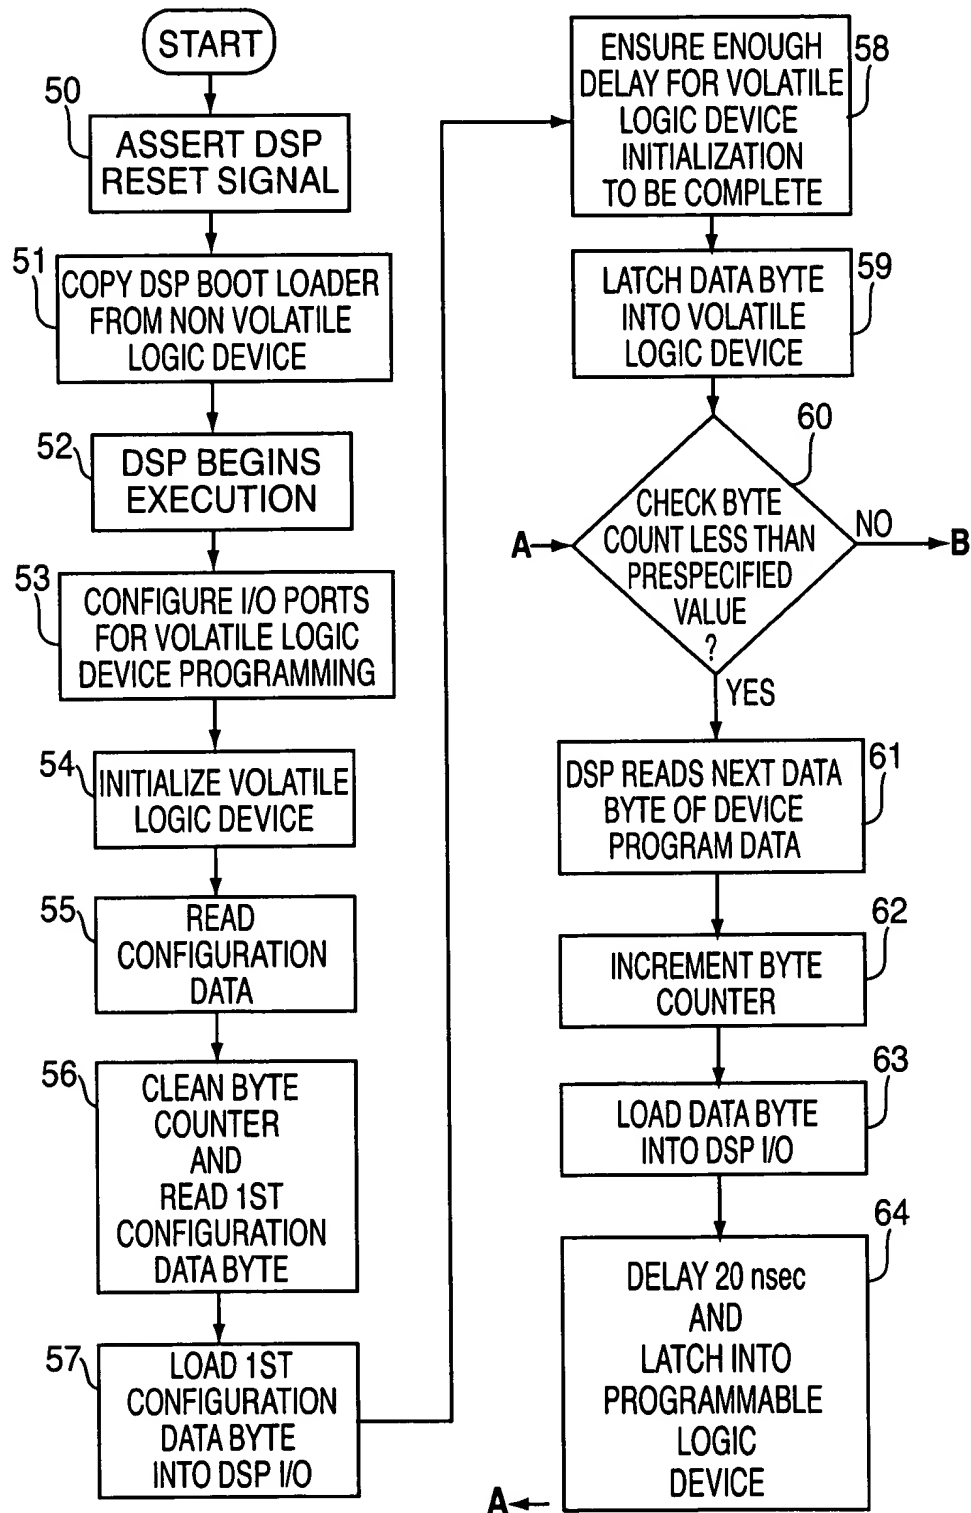 START
50
ASSERT DSP
RESET SIGNAL
51
COPY DSP BOOT LOADER
FROM NON VOLATILE
LOGIC DEVICE
52
DSP BEGINS
EXECUTION
53
CONFIGURE I/O PORTS
FOR VOLATILE LOGIC
DEVICE PROGRAMMING
54
INITIALIZE VOLATILE
LOGIC DEVICE
55
READ
CONFIGURATION
DATA
56
CLEAN BYTE
COUNTER
AND
READ 1ST
CONFIGURATION
DATA BYTE
57
LOAD 1ST
CONFIGURATION
DATA BYTE
INTO DSP I/O
58
ENSURE ENOUGH
DELAY FOR VOLATILE
LOGIC DEVICE
INITIALIZATION
TO BE COMPLETE
59
LATCH DATA BYTE
INTO VOLATILE
LOGIC DEVICE
60
A
CHECK BYTE
COUNT LESS THAN
PRESPECIFIED
VALUE
?
NO
B
YES
61
DSP READS NEXT DATA
BYTE OF DEVICE
PROGRAM DATA
62
INCREMENT BYTE
COUNTER
63
LOAD DATA BYTE
INTO DSP I/O
64
DELAY 20 nsec
AND
LATCH INTO
PROGRAMMABLE
LOGIC
DEVICE
A